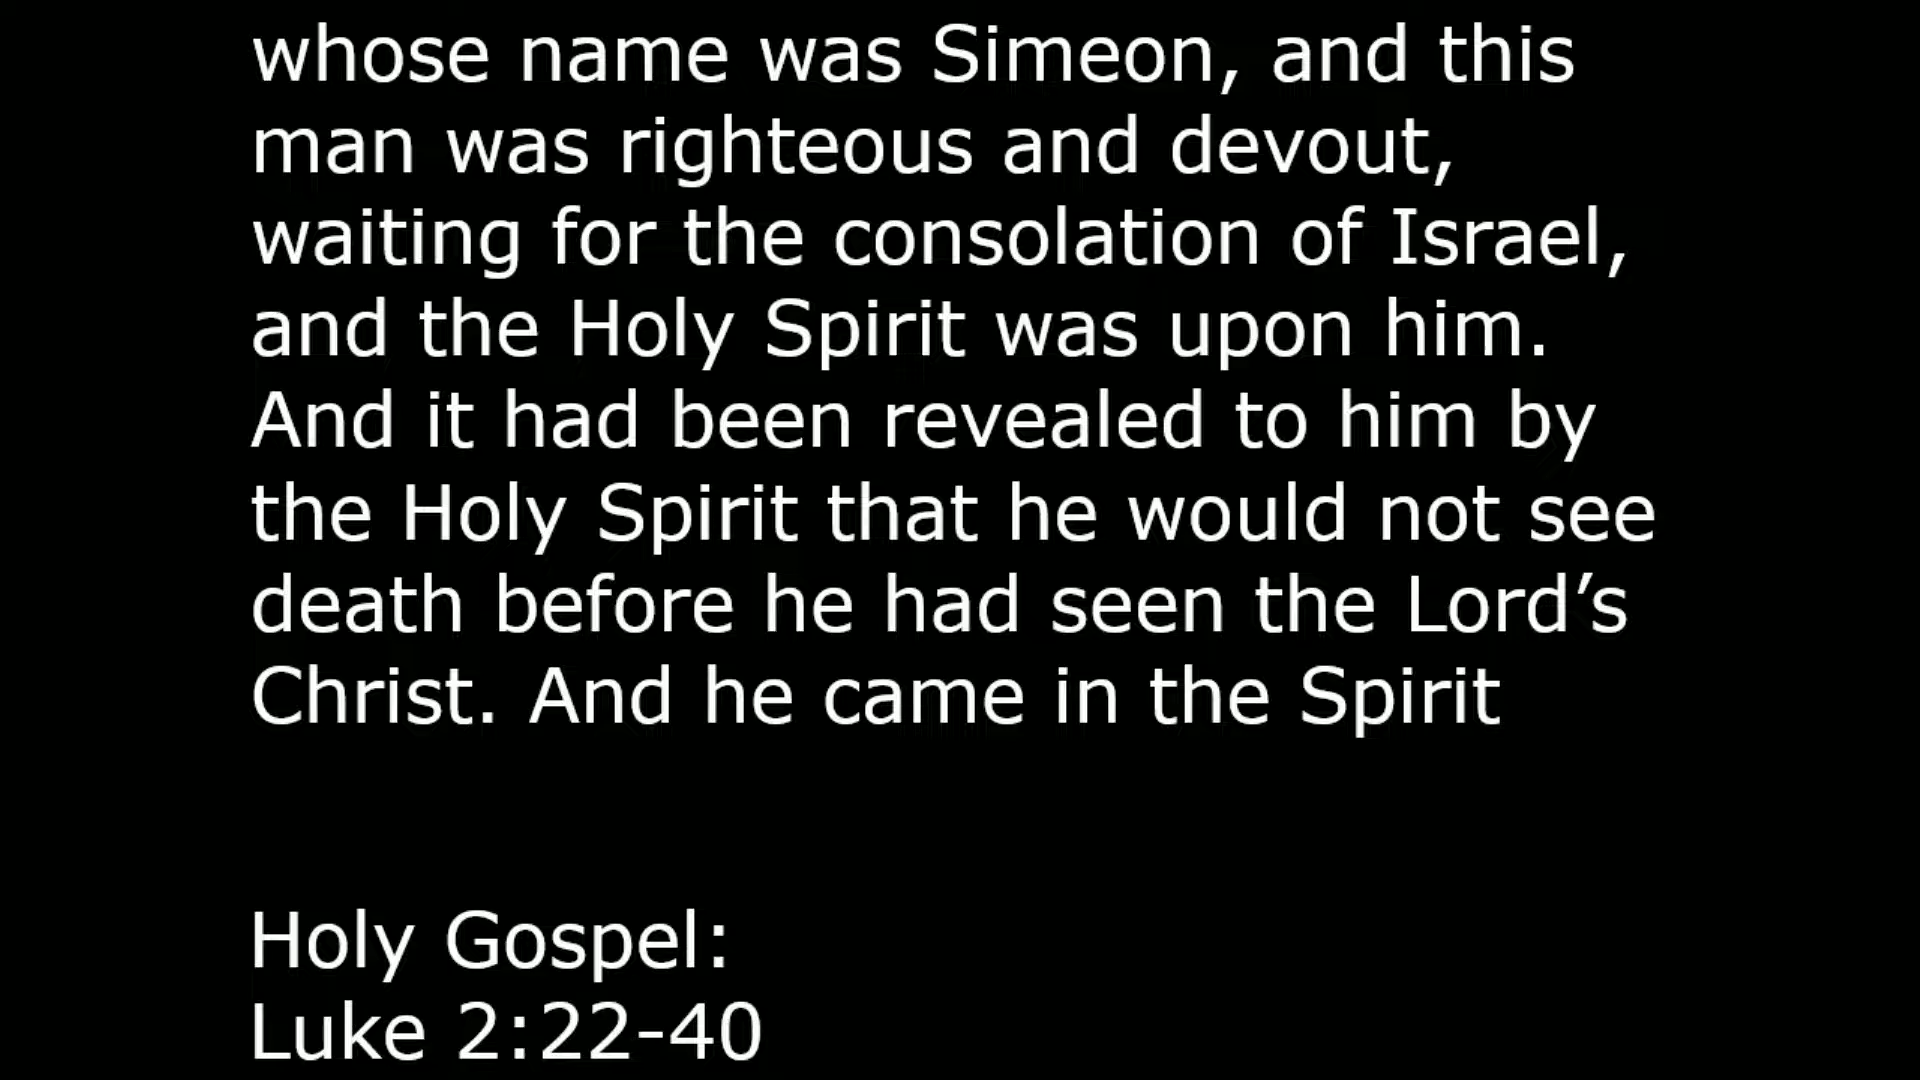 whose name was Simeon, and this
man was righteous and devout,
waiting for the consolation of Israel,
and the Holy Spirit was upon him.
And it had been revealed to him by
the Holy Spirit that he would not see
death before he had seen the Lord’s
Christ. And he came in the Spirit
Holy Gospel:
Luke 2:22-40